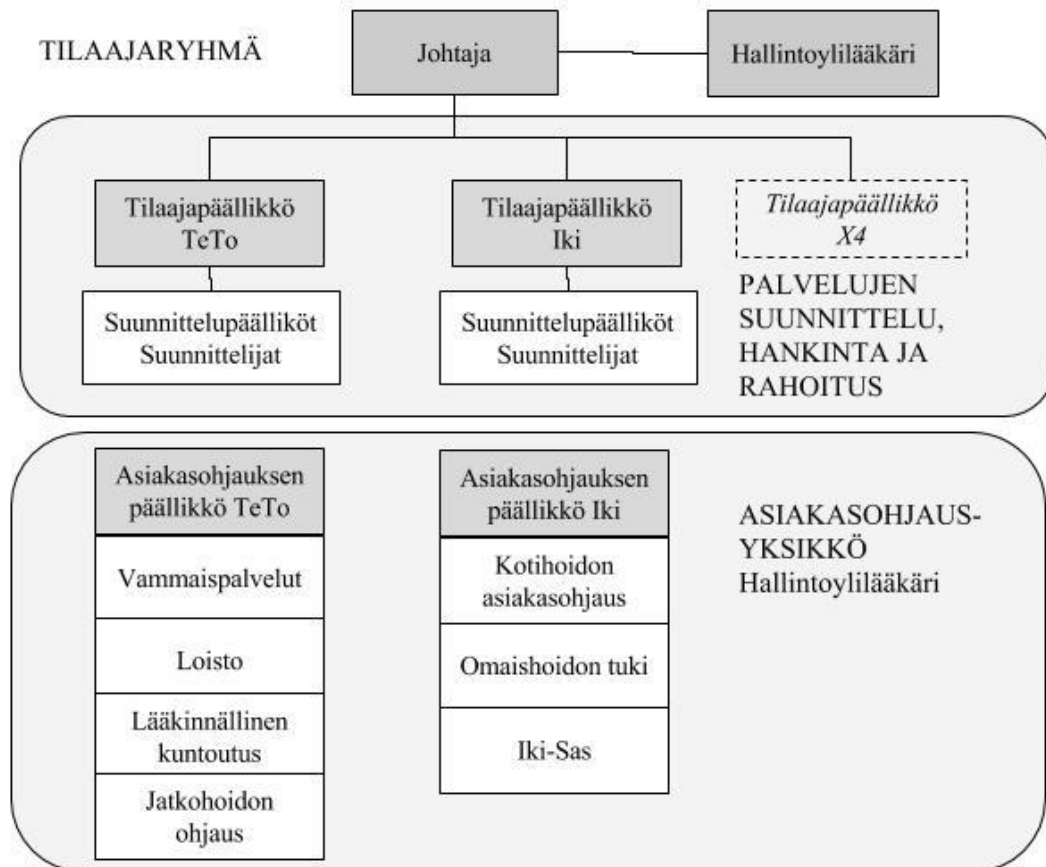 TILAAJARYHMÄ
Johtaja
Hallintoylilääkäri
Tilaajapäällikkö
TeTo
Tilaajapäällikkö
Iki
Tilaajapäällikkö
X4
Suunnittelupäälliköt
Suunnittelijat
Suunnittelupäälliköt
Suunnittelijat
PALVELUJEN
SUUNNITTELU,
HANKINTA JA
RAHOITUS
Asiakasohjauksen
päällikkö TeTo
Vammaispalvelut
Loisto
Lääkinnällinen
kuntoutus
Jatkohoidon
ohjaus
Asiakasohjauksen
päällikkö Iki
Kotihoidon
asiakasohjaus
Omaishoidon tuki
Iki-Sas
ASIAKASOHJAUS-
YKSIKKÖ
Hallintoylilääkäri